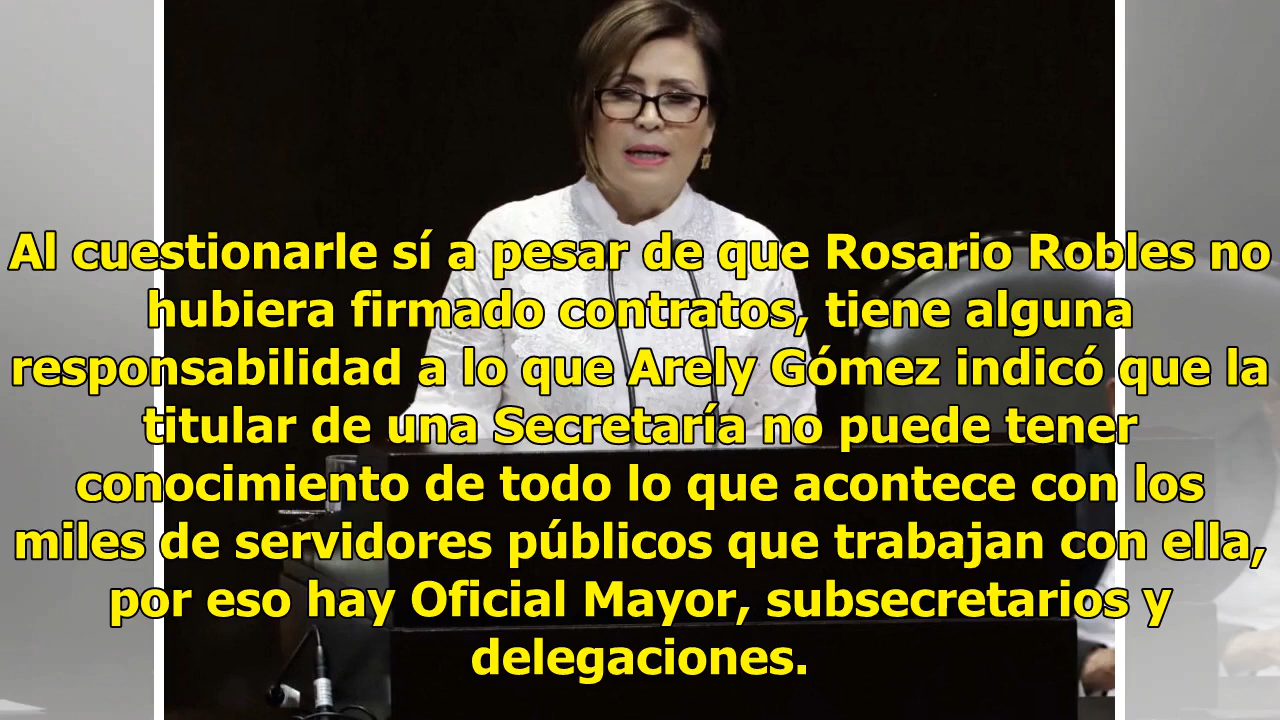 Al cuestionarle sí a pesar de que Rosario Robles no
hubiera firmado contratos, tiene alguna
responsabilidad a lo que Arely Gómez indicó que la
titular de una Secretaría no puede tener
conocimiento de todo lo que acontece con los
miles de servidores públicos que trabajan con ella,
por eso hay Oficial Mayor, subsecretarios y
delegaciones.